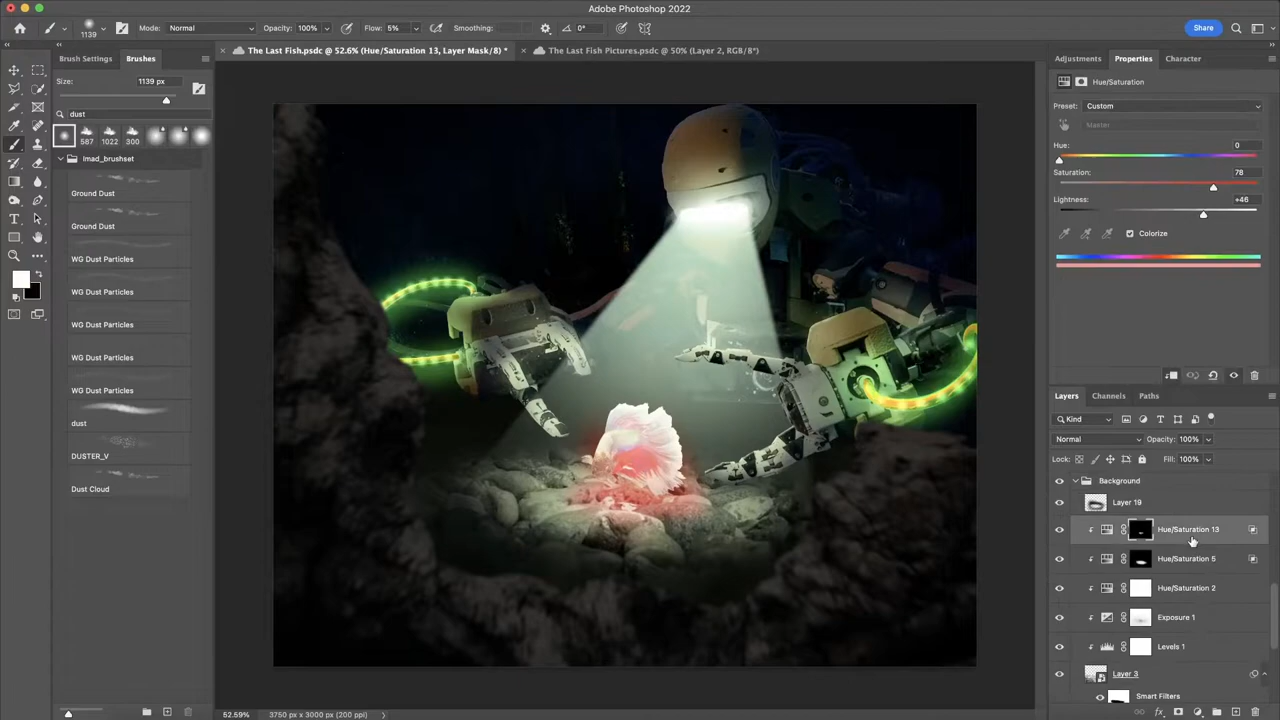 Adobe Photoshop 2022
1139 Mode: Normal Opacity: 100% Flow: 5% Smoothing: 0° Share
Brush Settings Brushes
The Last Fish.psdc @ 52.6% (Hue/Saturation 13, Layer Mask/8) *
The Last Fish Pictures.psdc @ 50% (Layer 2, RGB/8*)
Adjustments Properties Character
Size: 1139 px
dust
587 1022 300
Imad_brushset
Ground Dust
Ground Dust
WG Dust Particles
WG Dust Particles
WG Dust Particles
WG Dust Particles
WG Dust Particles
dust
DUSTER_V
Dust Cloud
Hue/Saturation
Preset: Custom
Master
Hue: 0
Saturation: 78
Lightness: +46
Colorize
Layers Channels Paths
Kind
Normal Opacity: 100%
Lock: Fill: 100%
Background
Layer 19
Hue/Saturation 13
Hue/Saturation 5
Hue/Saturation 2
Exposure 1
Levels 1
Layer 3
Smart Filters
52.59% 3750 px x 3000 px (200 ppi)